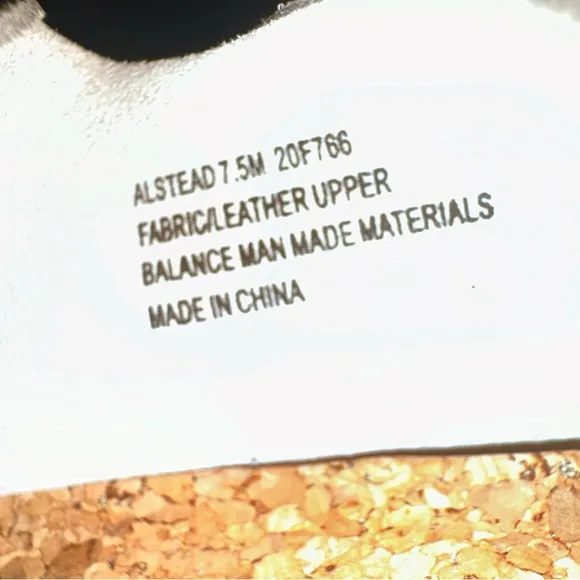 ALSTEAD 7.5M 20F766
FABRIC/LEATHER UPPER
BALANCE MAN MADE MATERIALS
MADE IN CHINA